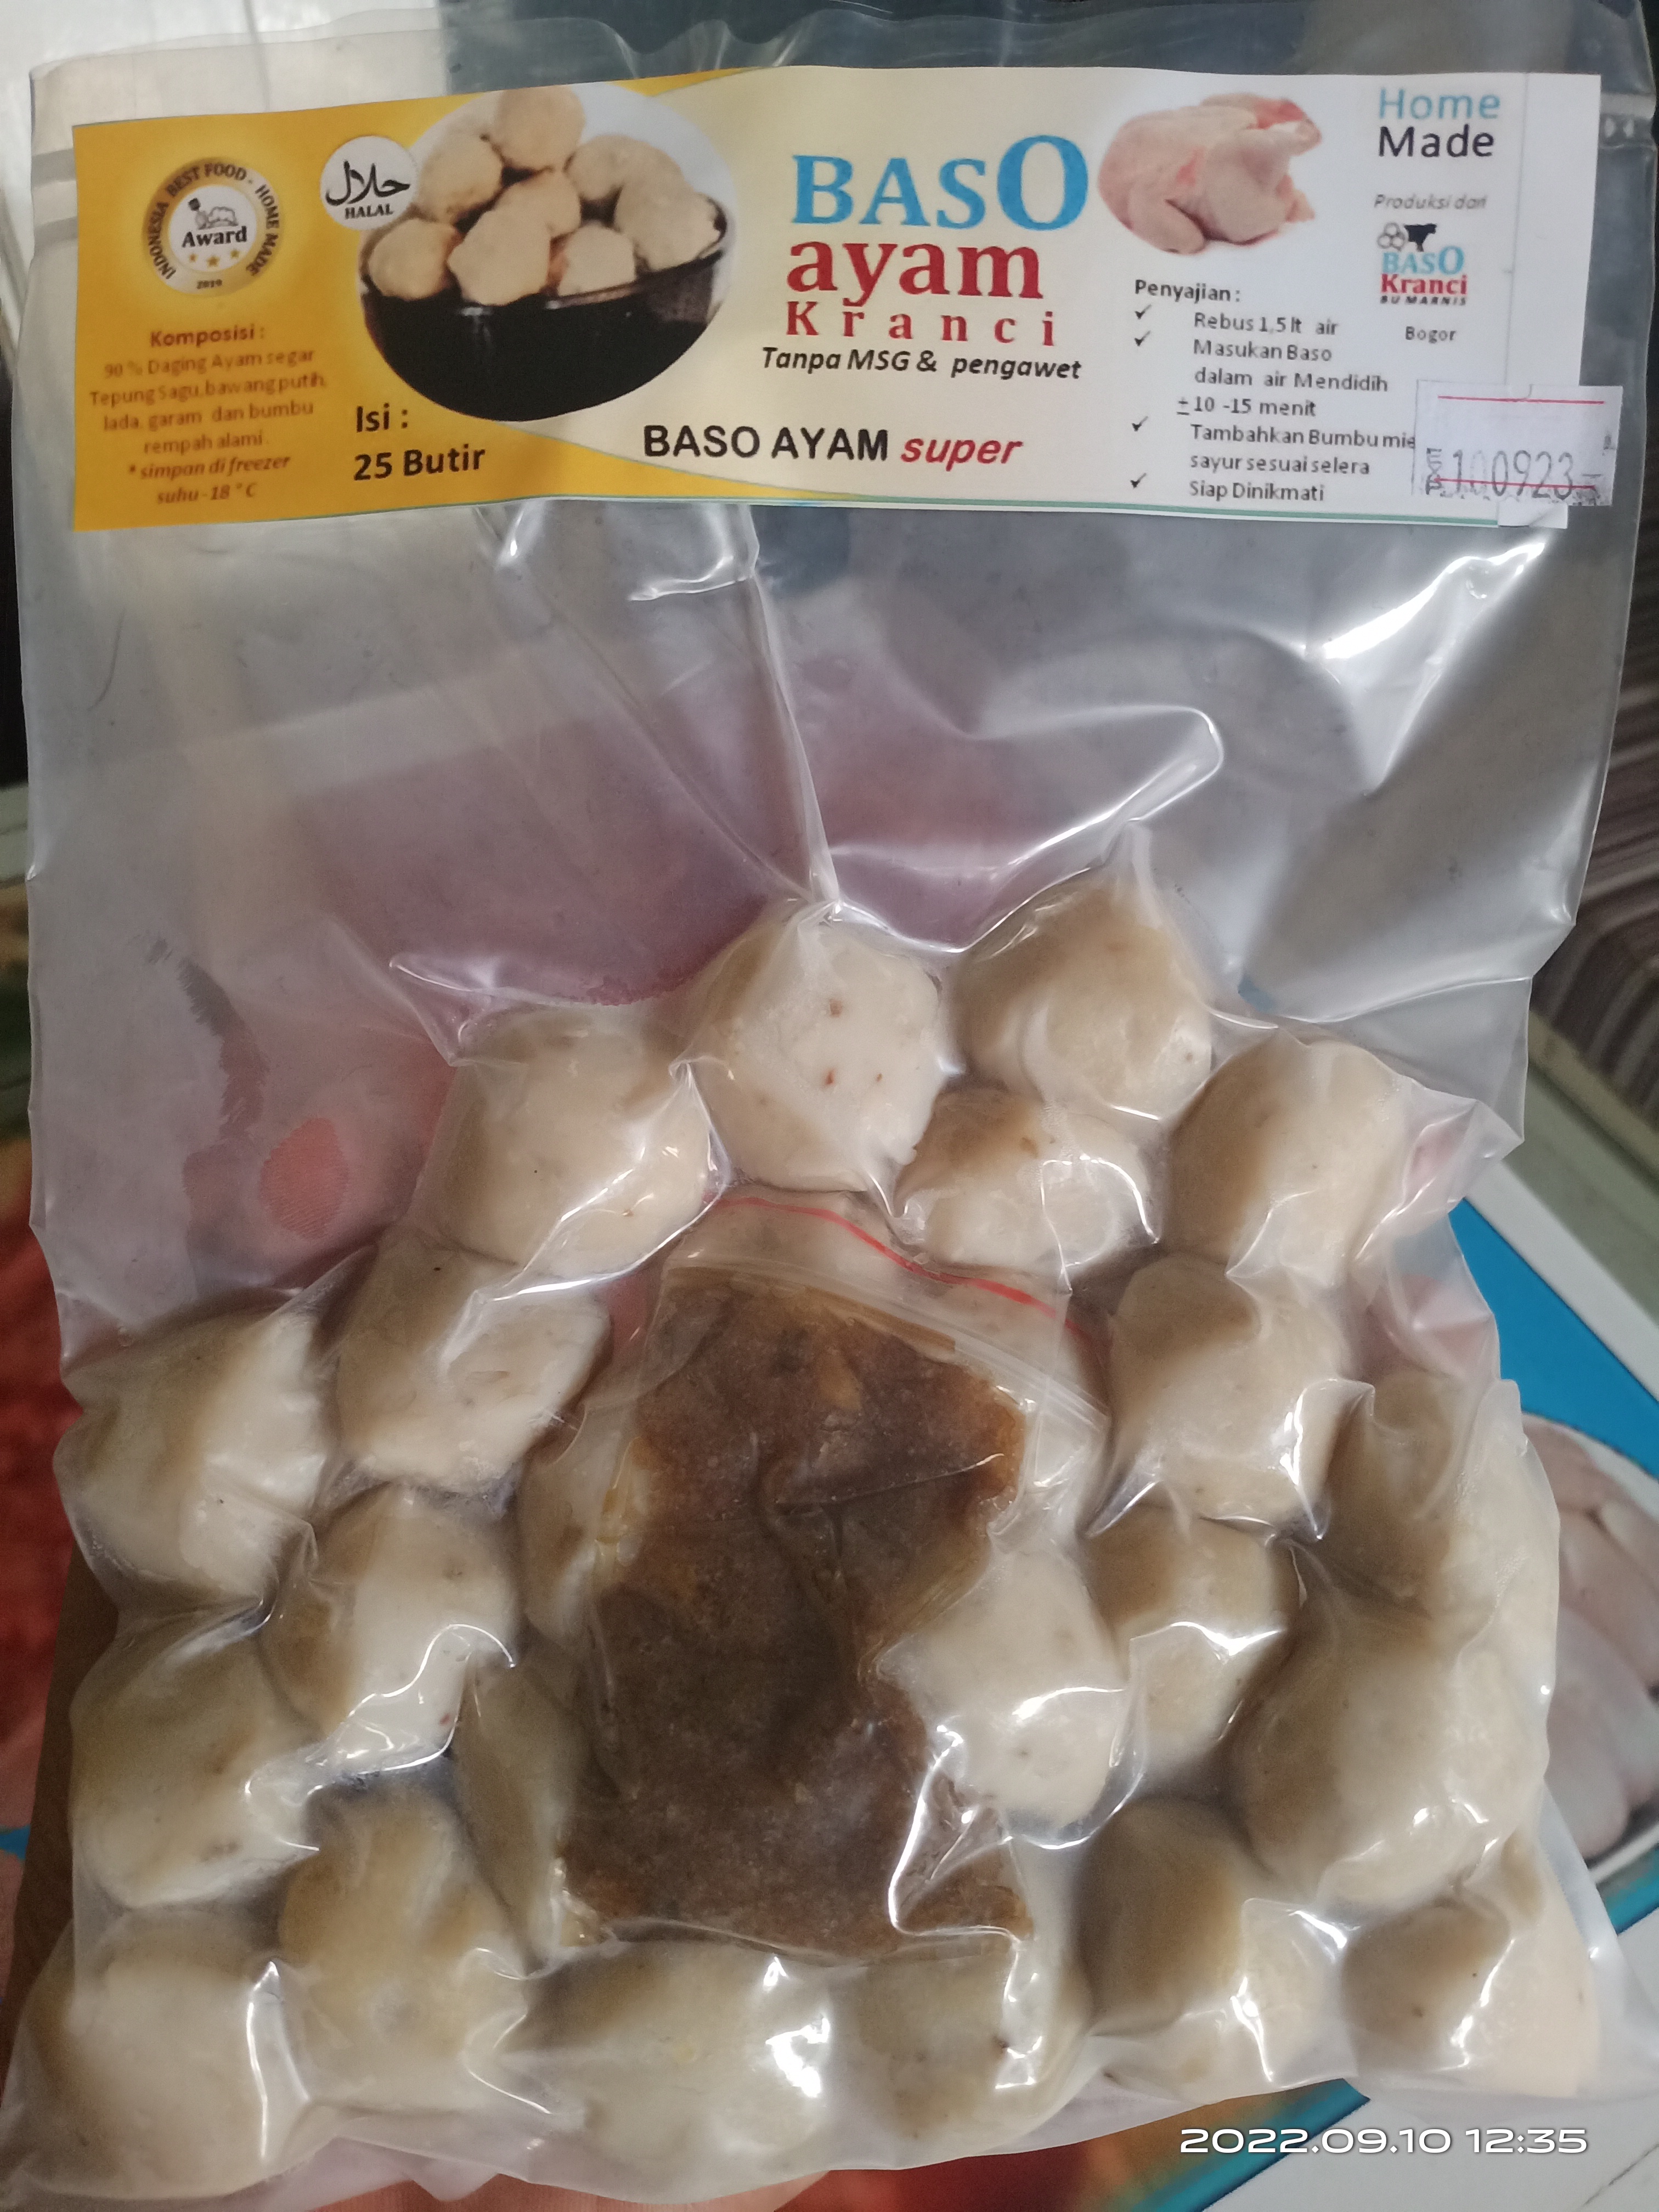 INDONESIA BEST FOOD - HOME MADE
Award
2019
Komposisi :
90 % Daging Ayam segar
Tepung Sagu, bawang putih,
lada, garam dan bumbu
rempah alami.
* simpan di freezer
suhu -18 ° C
حلال
HALAL
Isi :
25 Butir
BASO
ayam
Kranci
Tanpa MSG & pengawet
BASO AYAM super
Home
Made
Produksi dari
BASO
Kranci
BU MARNIS
Bogor
Penyajian :
✓ Rebus 1,5 lt air
✓ Masukan Baso
dalam air Mendidih
± 10 -15 menit
✓ Tambahkan Bumbu mie
sayur sesuai selera
✓ Siap Dinikmati
100923
2022.09.10 12:35